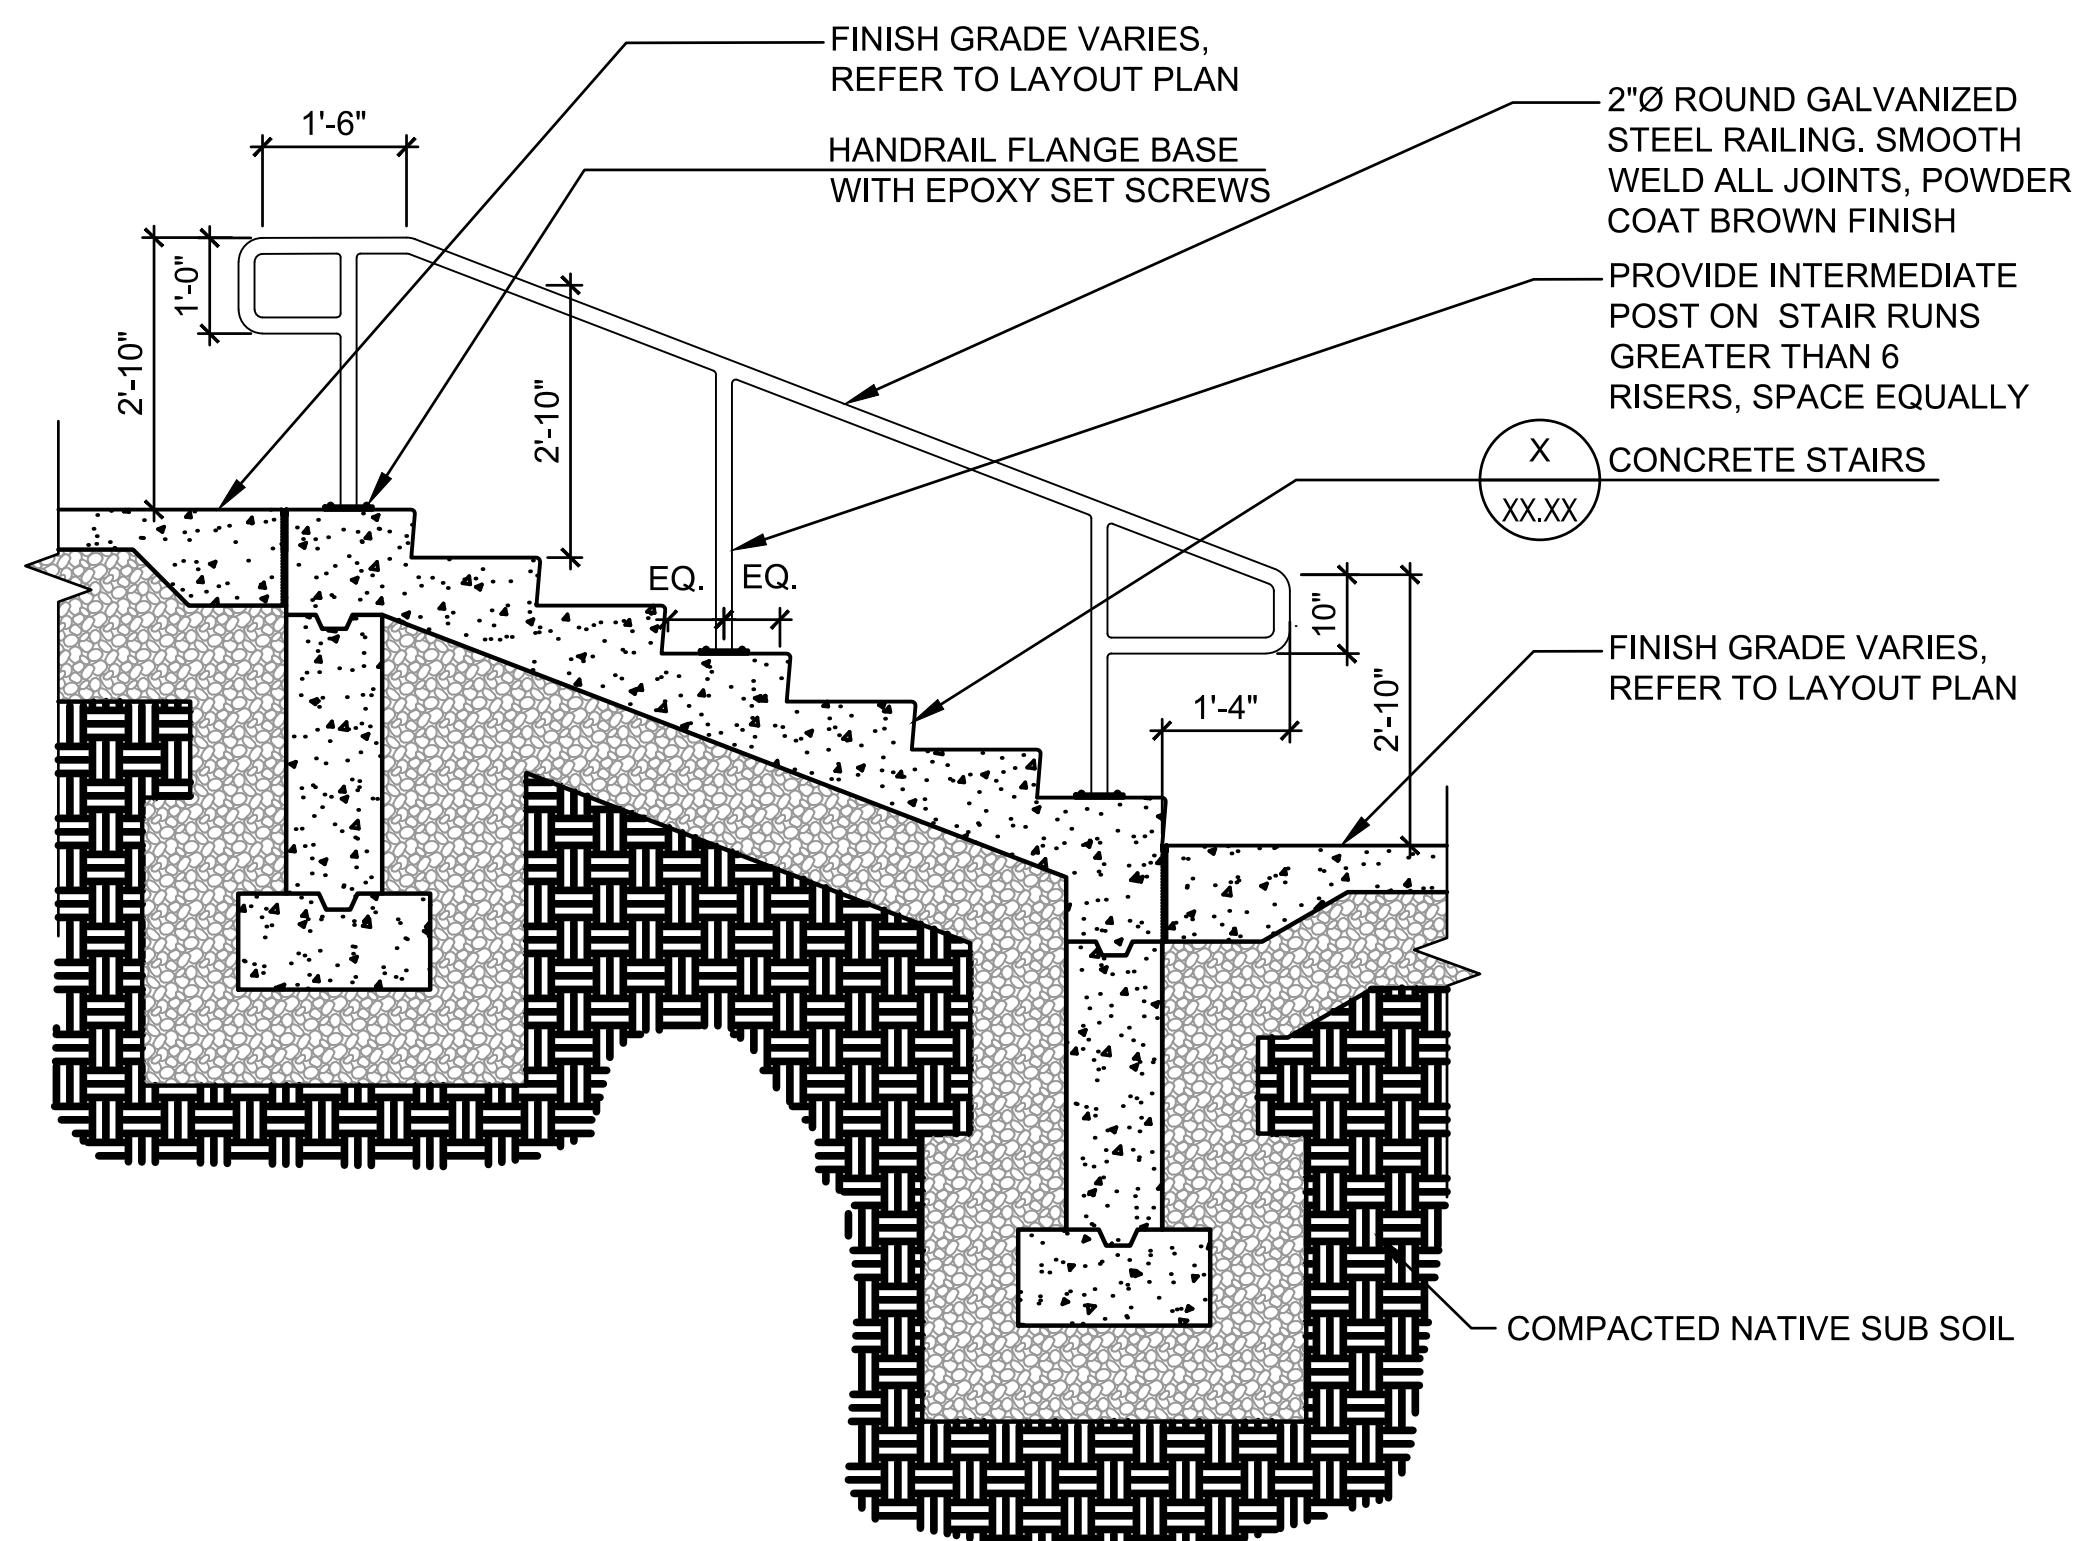 FINISH GRADE VARIES,
REFER TO LAYOUT PLAN
HANDRAIL FLANGE BASE
WITH EPOXY SET SCREWS
2"Ø ROUND GALVANIZED
STEEL RAILING. SMOOTH
WELD ALL JOINTS, POWDER
COAT BROWN FINISH
PROVIDE INTERMEDIATE
POST ON STAIR RUNS
GREATER THAN 6
RISERS, SPACE EQUALLY
X
XX.XX
CONCRETE STAIRS
1'-6"
1'-0"
2'-10"
2'-10"
EQ. EQ.
10"
1'-4"
2'-10"
FINISH GRADE VARIES,
REFER TO LAYOUT PLAN
COMPACTED NATIVE SUB SOIL